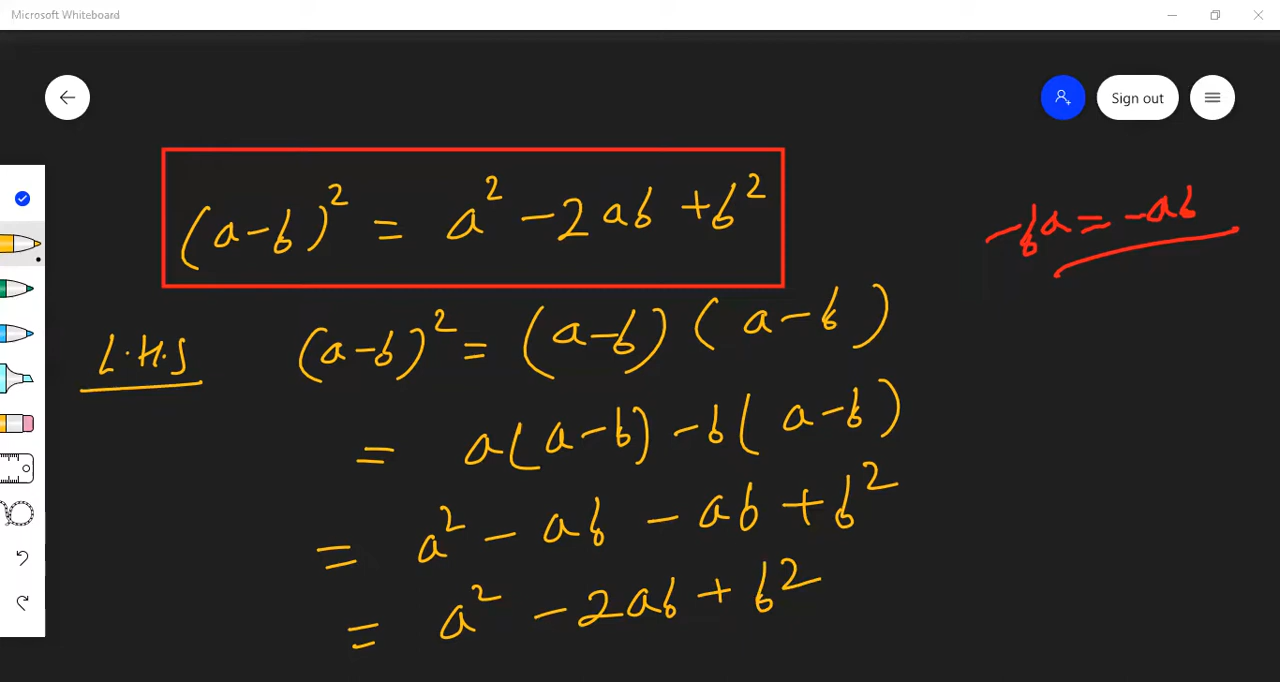 Microsoft Whiteboard
Sign out
(a-b)² = a² -2ab +b²
-ba = -ab
L.H.S (a-b)² = (a-b) (a-b)
= a(a-b) -b(a-b)
= a² - ab - ab + b²
= a² - 2ab + b²